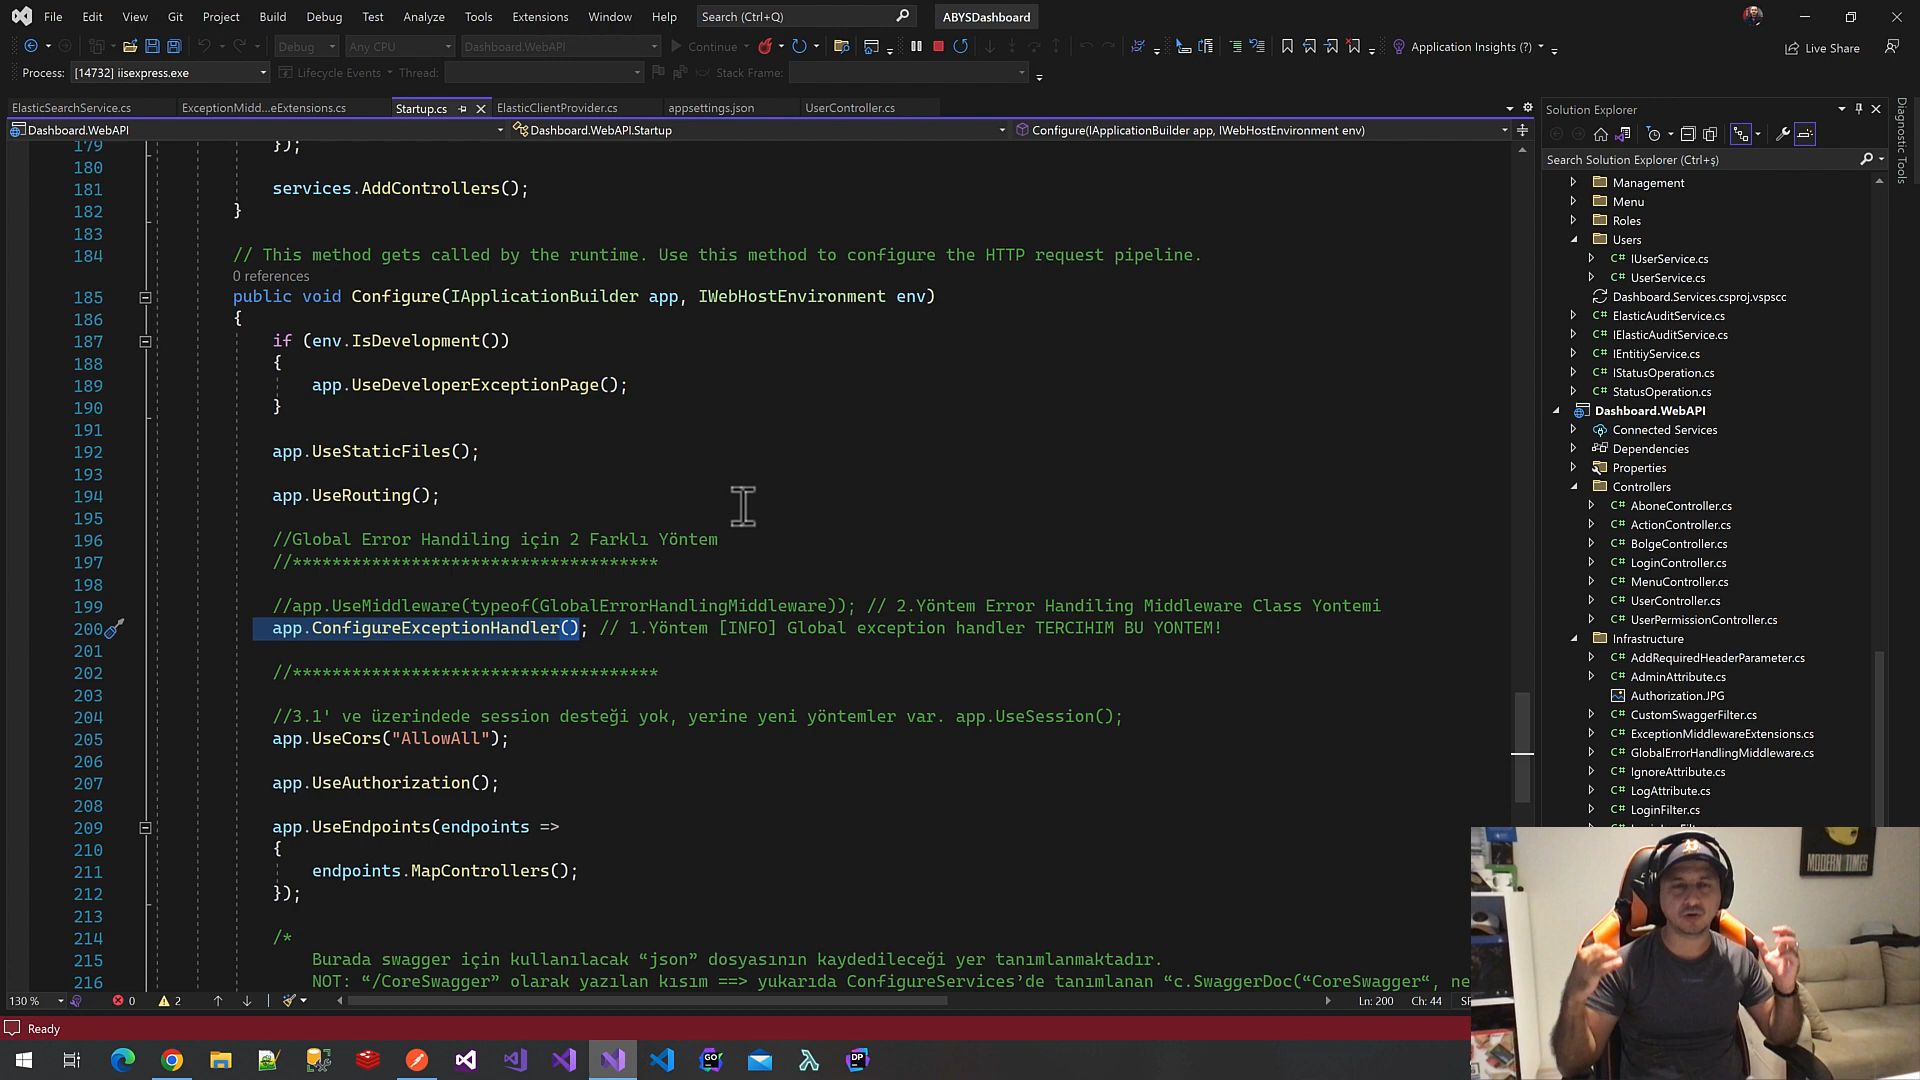 File Edit View Git Project Build Debug Test Analyze Tools Extensions Window Help Search (Ctrl+Q) ABYSDashboard
Debug Any CPU Dashboard.WebAPI Continue Application Insights (?) Live Share
Process: [14732] iisexpress.exe Lifecycle Events Thread: Stack Frame:
ElasticSearchService.cs ExceptionMidd...eExtensions.cs Startup.cs ElasticClientProvider.cs appsettings.json UserController.cs
Dashboard.WebAPI Dashboard.WebAPI.Startup Configure(IApplicationBuilder app, IWebHostEnvironment env)
179 });
180
181 services.AddControllers();
182 }
183
184 // This method gets called by the runtime. Use this method to configure the HTTP request pipeline.
0 references
185 public void Configure(IApplicationBuilder app, IWebHostEnvironment env)
186 {
187 if (env.IsDevelopment())
188 {
189 app.UseDeveloperExceptionPage();
190 }
191
192 app.UseStaticFiles();
193
194 app.UseRouting();
195
196 //Global Error Handiling için 2 Farklı Yöntem
197 //*************************************
198
199 //app.UseMiddleware(typeof(GlobalErrorHandlingMiddleware)); // 2.Yöntem Error Handiling Middleware Class Yontemi
200 app.ConfigureExceptionHandler(); // 1.Yöntem [INFO] Global exception handler TERCIHIM BU YONTEM!
201
202 //*************************************
203
204 //3.1' ve üzerindede session desteği yok, yerine yeni yöntemler var. app.UseSession();
205 app.UseCors("AllowAll");
206
207 app.UseAuthorization();
208
209 app.UseEndpoints(endpoints =>
210 {
211 endpoints.MapControllers();
212 });
213
214 /*
215 Burada swagger için kullanılacak “json” dosyasının kaydedileceği yer tanımlanmaktadır.
216 NOT: “/CoreSwagger” olarak yazılan kısım ==> yukarıda ConfigureServices’de tanımlanan “c.SwaggerDoc(“CoreSwagger“, ne
130 % 0 2 Ln: 200 Ch: 44
Ready
Solution Explorer
Search Solution Explorer (Ctrl+ş)
Management
Menu
Roles
Users
C# IUserService.cs
C# UserService.cs
Dashboard.Services.csproj.vspscc
C# ElasticAuditService.cs
C# IElasticAuditService.cs
C# IEntitiyService.cs
C# IStatusOperation.cs
C# StatusOperation.cs
Dashboard.WebAPI
Connected Services
Dependencies
Properties
Controllers
C# AboneController.cs
C# ActionController.cs
C# BolgeController.cs
C# LoginController.cs
C# MenuController.cs
C# UserController.cs
C# UserPermissionController.cs
Infrastructure
C# AddRequiredHeaderParameter.cs
C# AdminAttribute.cs
Authorization.JPG
C# CustomSwaggerFilter.cs
C# ExceptionMiddlewareExtensions.cs
C# GlobalErrorHandlingMiddleware.cs
C# IgnoreAttribute.cs
C# LogAttribute.cs
C# LoginFilter.cs
Diagnostic Tools
MODERN TIMES
GO
DP